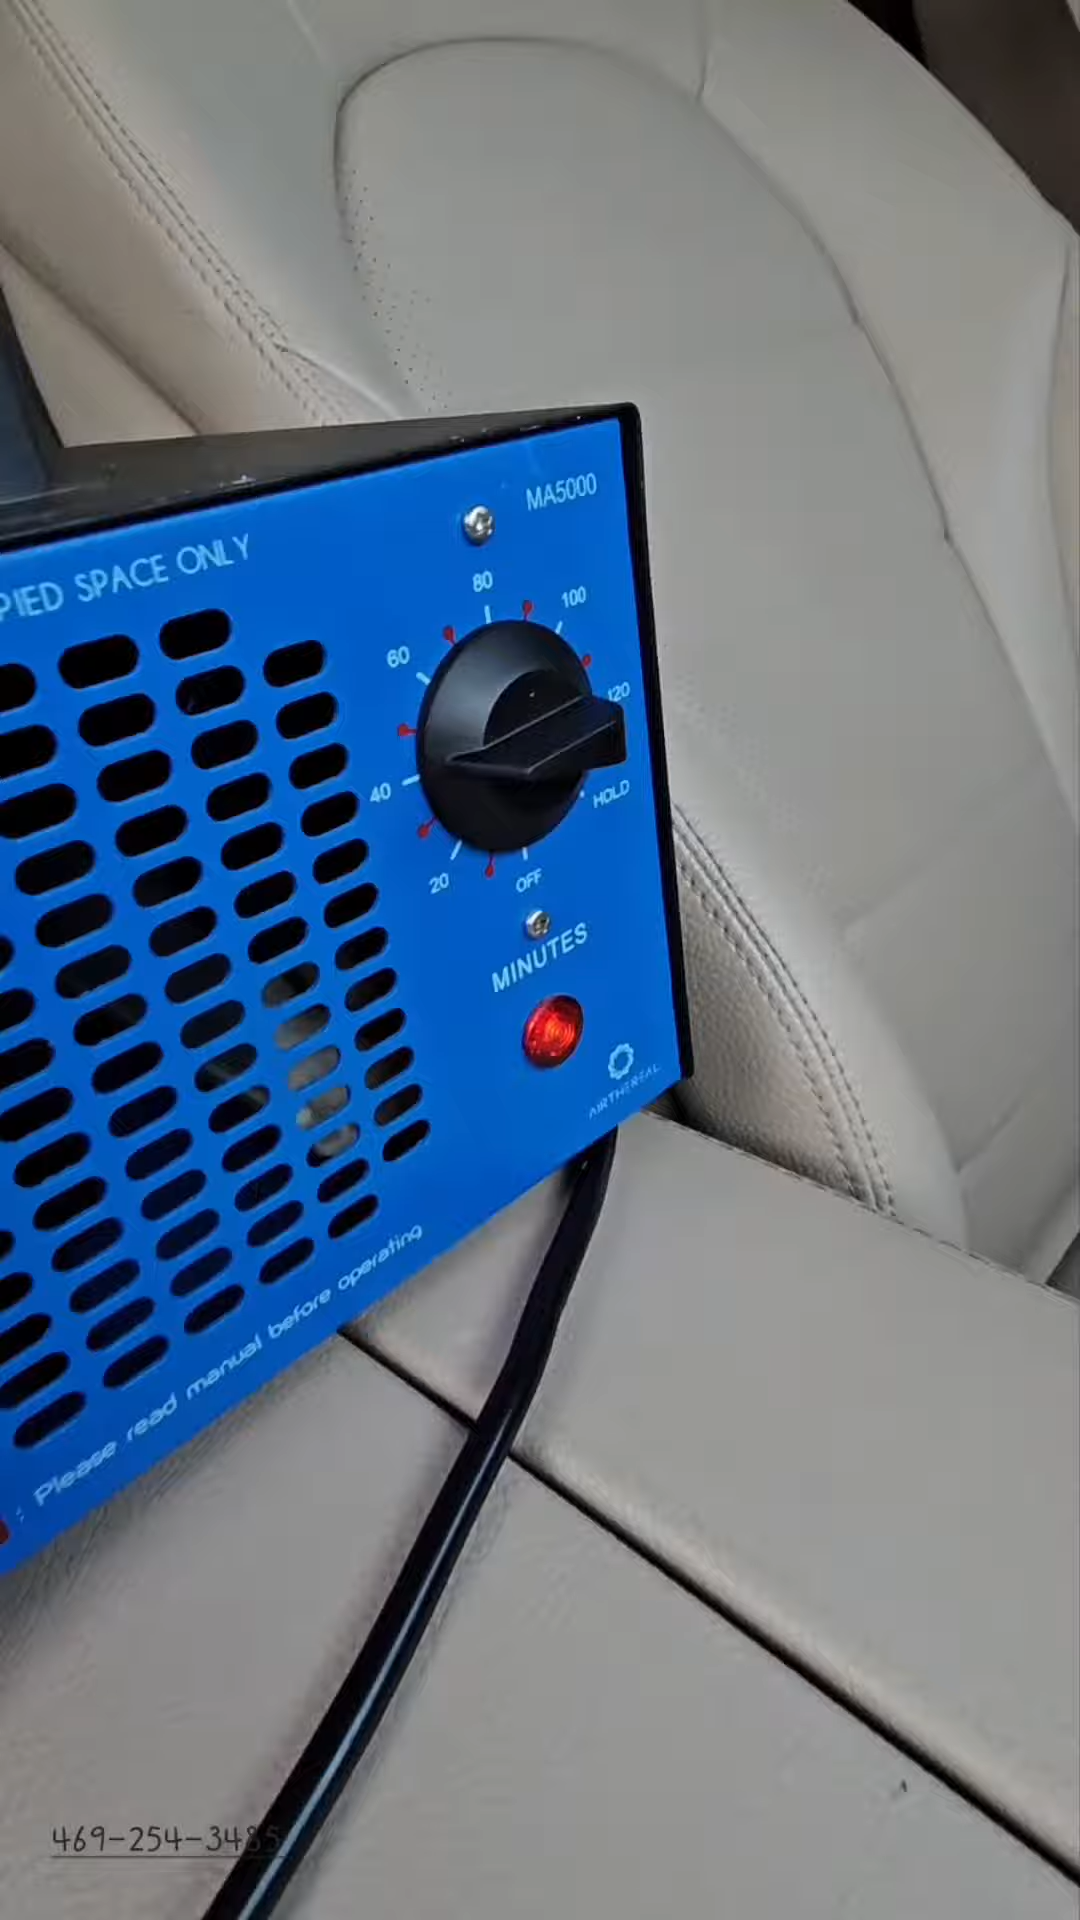 MA5000
PIED SPACE ONLY
80
100
60
120
40
HOLD
20
OFF
MINUTES
AIRTHEREAL
: Please read manual before operating
469-254-3485